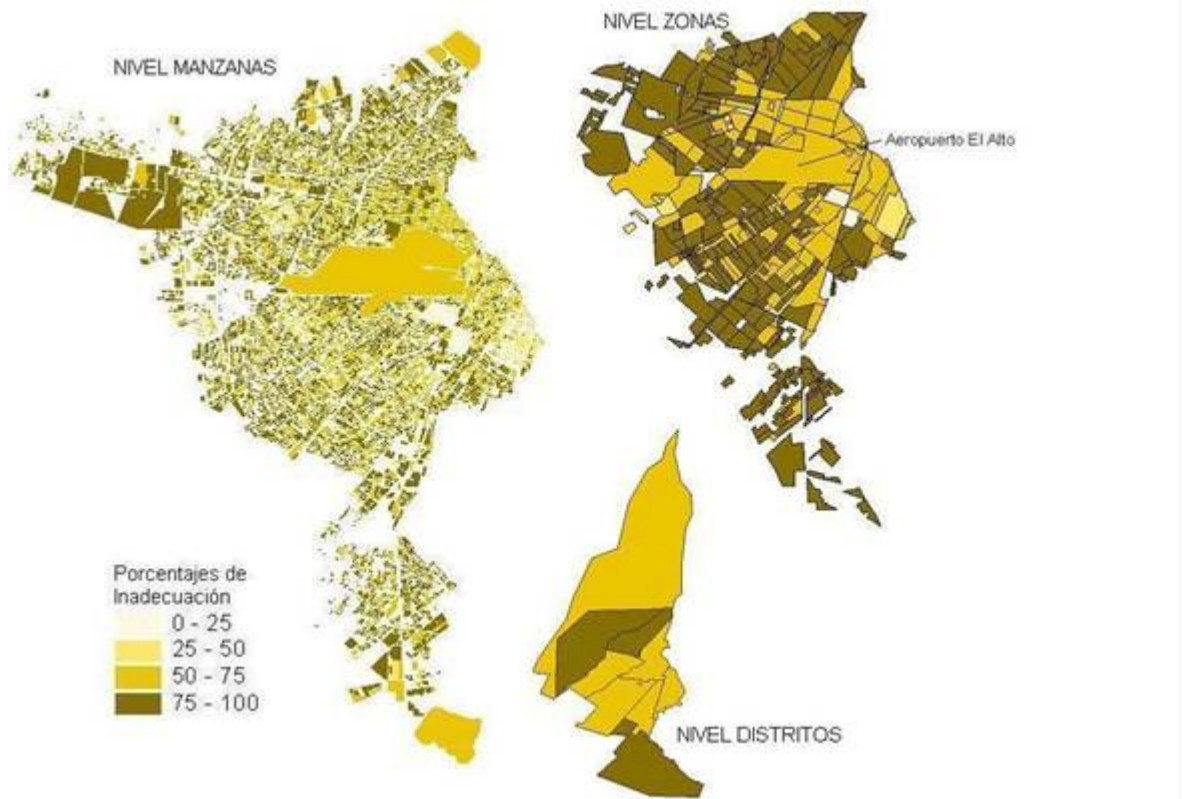 NIVEL MANZANAS
NIVEL ZONAS
Aeropuerto El Alto
Porcentajes de
Inadecuación
0 - 25
25 - 50
50 - 75
75 - 100
NIVEL DISTRITOS